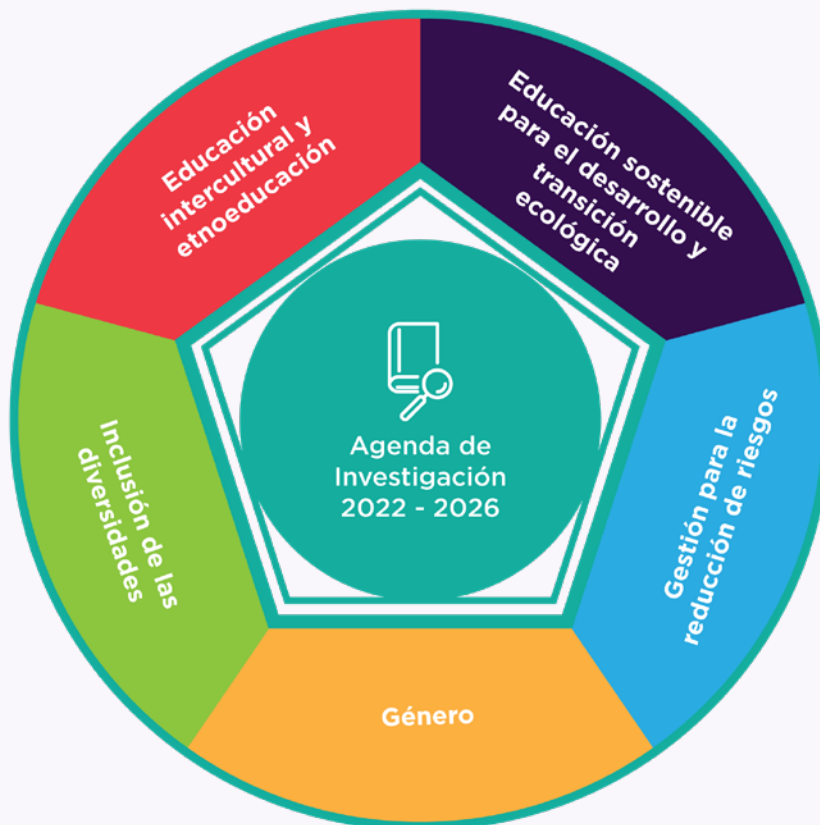 Educación
intercultural y
etnoeducación
Educación sostenible
para el desarrollo y
transición
ecológica
Agenda de
Investigación
2022 - 2026
Inclusión de las
diversidades
Gestión para la
reducción de riesgos
Género